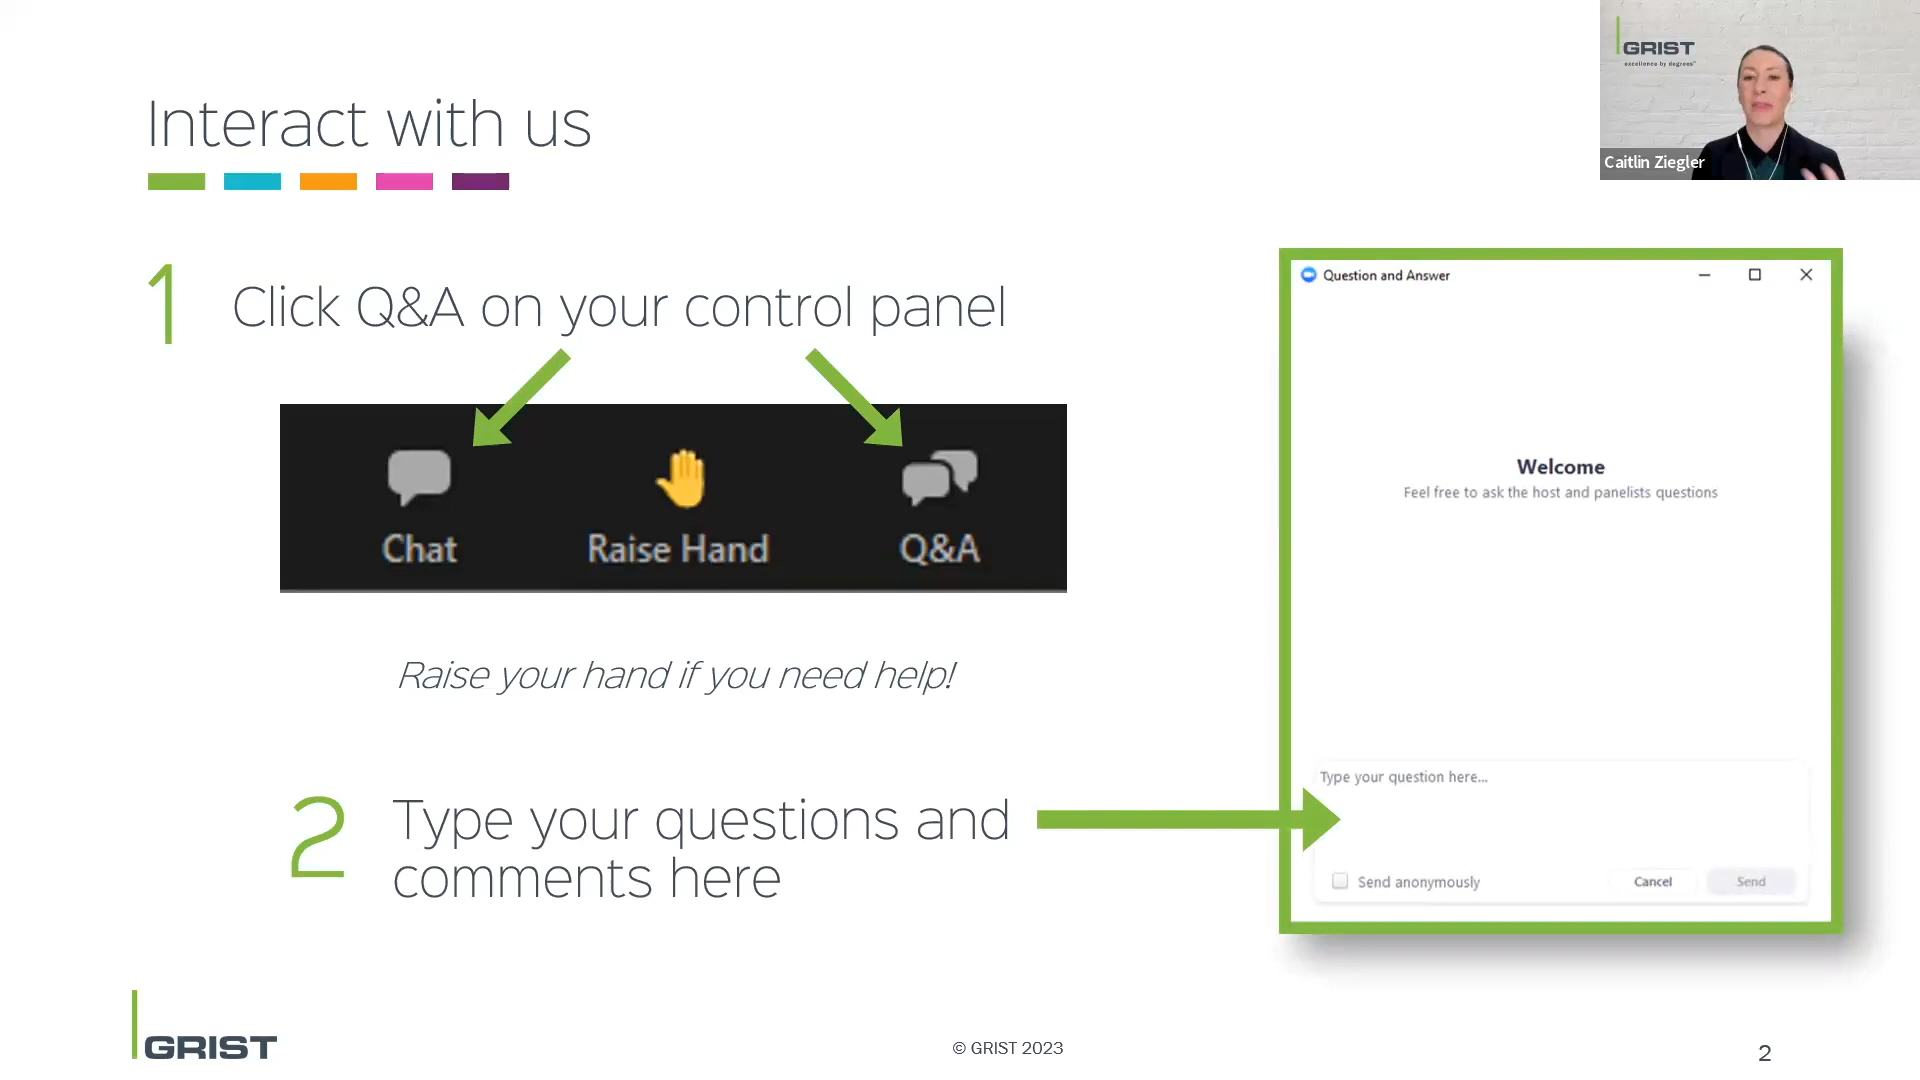 GRIST
excellence by degrees
Caitlin Ziegler
Interact with us
1 Click Q&A on your control panel
Chat
Raise Hand
Q&A
Raise your hand if you need help!
2 Type your questions and
comments here
Question and Answer
Welcome
Feel free to ask the host and panelists questions
Type your question here...
Send anonymously
Cancel
Send
GRIST
© GRIST 2023
2